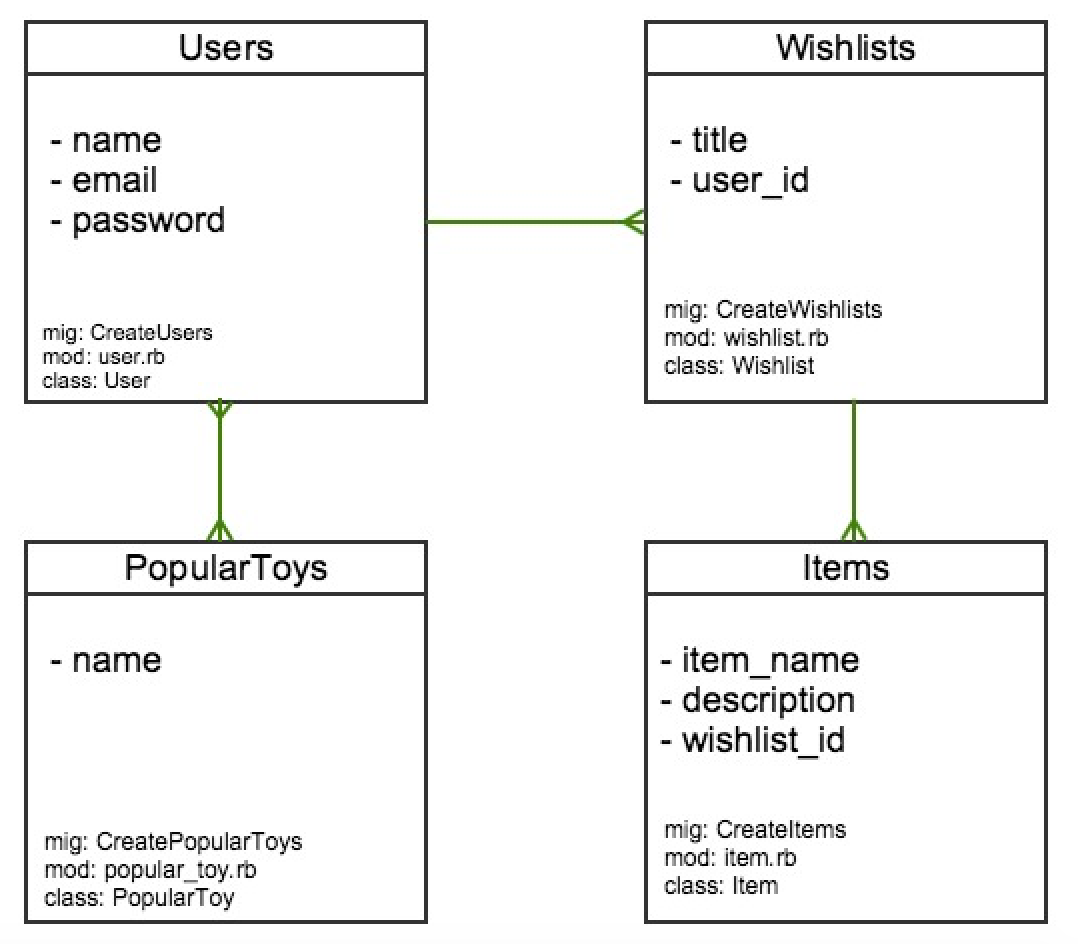 Users
- name
- email
- password
mig: CreateUsers
mod: user.rb
class: User
Wishlists
- title
- user_id
mig: CreateWishlists
mod: wishlist.rb
class: Wishlist
PopularToys
- name
mig: CreatePopularToys
mod: popular_toy.rb
class: PopularToy
Items
- item_name
- description
- wishlist_id
mig: CreateItems
mod: item.rb
class: Item